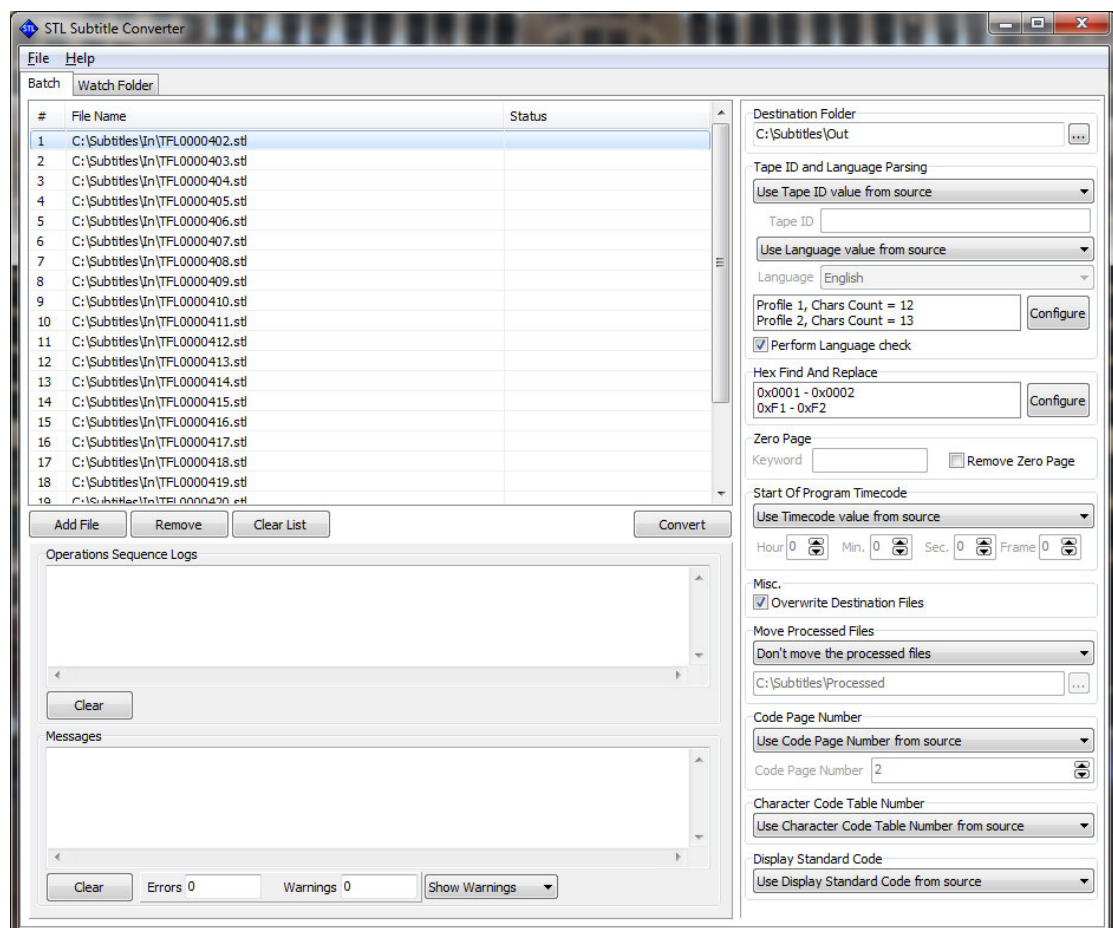 STL Subtitle Converter
File Help
Batch Watch Folder
# File Name Status
1 C:\Subtitles\In\TFL0000402.stl
2 C:\Subtitles\In\TFL0000403.stl
3 C:\Subtitles\In\TFL0000404.stl
4 C:\Subtitles\In\TFL0000405.stl
5 C:\Subtitles\In\TFL0000406.stl
6 C:\Subtitles\In\TFL0000407.stl
7 C:\Subtitles\In\TFL0000408.stl
8 C:\Subtitles\In\TFL0000409.stl
9 C:\Subtitles\In\TFL0000410.stl
10 C:\Subtitles\In\TFL0000411.stl
11 C:\Subtitles\In\TFL0000412.stl
12 C:\Subtitles\In\TFL0000413.stl
13 C:\Subtitles\In\TFL0000414.stl
14 C:\Subtitles\In\TFL0000415.stl
15 C:\Subtitles\In\TFL0000416.stl
16 C:\Subtitles\In\TFL0000417.stl
17 C:\Subtitles\In\TFL0000418.stl
18 C:\Subtitles\In\TFL0000419.stl
19 C:\Subtitles\In\TFL0000420.stl
Add File Remove Clear List Convert
Operations Sequence Logs
Clear
Messages
Clear Errors 0 Warnings 0 Show Warnings
Destination Folder
C:\Subtitles\Out ...
Tape ID and Language Parsing
Use Tape ID value from source
Tape ID
Use Language value from source
Language English
Profile 1, Chars Count = 12
Profile 2, Chars Count = 13
Configure
Perform Language check
Hex Find And Replace
0x0001 - 0x0002
0xF1 - 0xF2
Configure
Zero Page
Keyword Remove Zero Page
Start Of Program Timecode
Use Timecode value from source
Hour 0 Min. 0 Sec. 0 Frame 0
Misc.
Overwrite Destination Files
Move Processed Files
Don't move the processed files
C:\Subtitles\Processed ...
Code Page Number
Use Code Page Number from source
Code Page Number 2
Character Code Table Number
Use Character Code Table Number from source
Display Standard Code
Use Display Standard Code from source